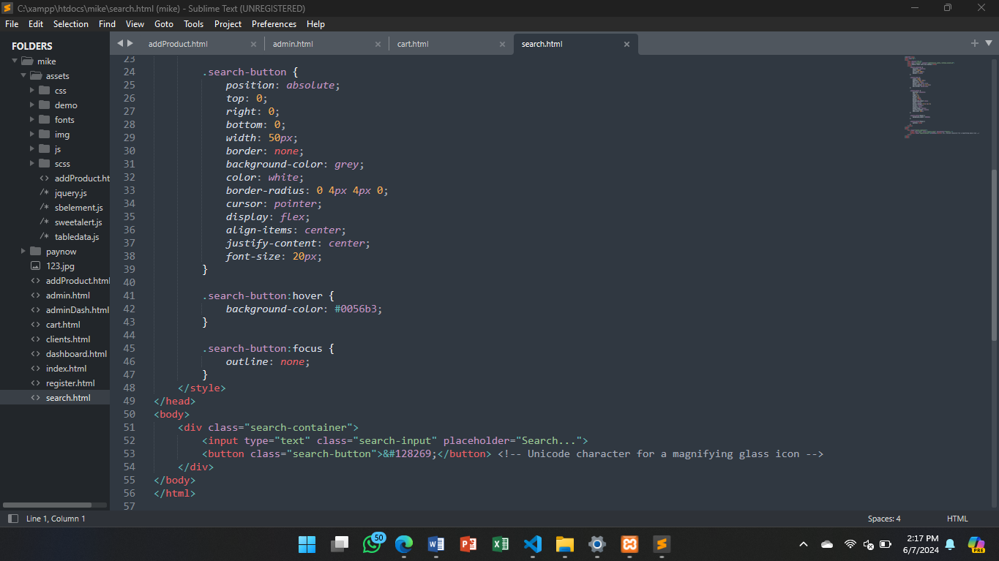 C:\xampp\htdocs\mike\search.html (mike) - Sublime Text (UNREGISTERED)
File Edit Selection Find View Goto Tools Project Preferences Help
FOLDERS
mike
assets
css
demo
fonts
img
js
scss
addProduct.ht
jquery.js
sbelement.js
sweetalert.js
tabledata.js
paynow
123.jpg
addProduct.html
admin.html
adminDash.html
cart.html
clients.html
dashboard.html
index.html
register.html
search.html
addProduct.html admin.html cart.html search.html
23
24 .search-button {
25 position: absolute;
26 top: 0;
27 right: 0;
28 bottom: 0;
29 width: 50px;
30 border: none;
31 background-color: grey;
32 color: white;
33 border-radius: 0 4px 4px 0;
34 cursor: pointer;
35 display: flex;
36 align-items: center;
37 justify-content: center;
38 font-size: 20px;
39 }
40
41 .search-button:hover {
42 background-color: #0056b3;
43 }
44
45 .search-button:focus {
46 outline: none;
47 }
48 </style>
49 </head>
50 <body>
51 <div class="search-container">
52 <input type="text" class="search-input" placeholder="Search...">
53 <button class="search-button">&#128269;</button> <!-- Unicode character for a magnifying glass icon -->
54 </div>
55 </body>
56 </html>
57
Line 1, Column 1 Spaces: 4 HTML
50
2:17 PM
6/7/2024
PRE